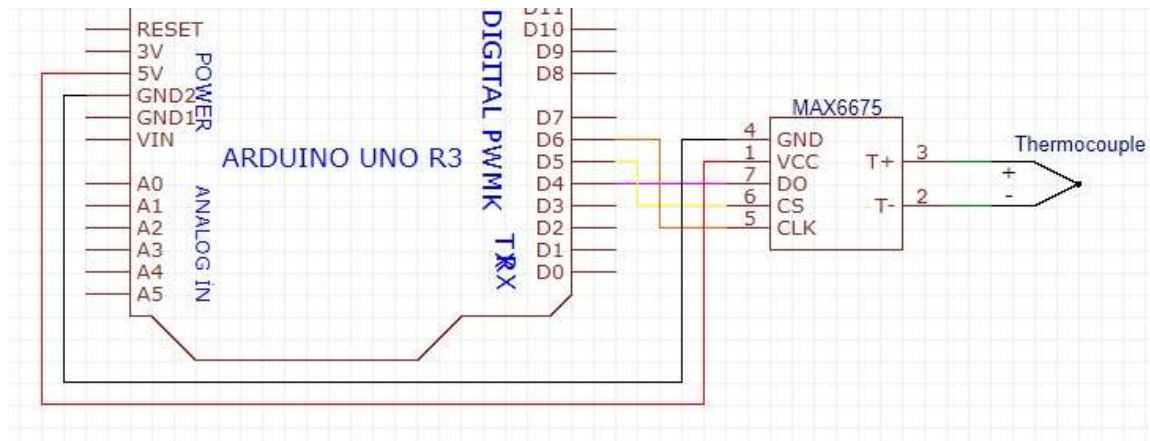 RESET
3V
5V
GND2
GND1
VIN
A0
A1
A2
A3
A4
A5
POWER
ANALOG İN
ARDUINO UNO R3
DIGITAL PWMK
TX
RX
D11
D10
D9
D8
D7
D6
D5
D4
D3
D2
D1
D0
MAX6675
4 GND
1 VCC T+ 3
7 DO
6 CS T- 2
5 CLK
Thermocouple
+
-